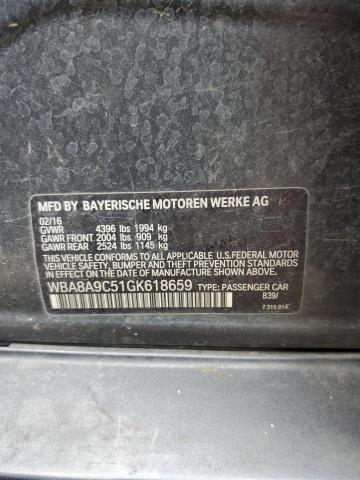 MFD BY BAYERISCHE MOTOREN WERKE AG
02/16
GVWR 4396 lbs 1994 kg
GAWR FRONT 2004 lbs 909 kg
GAWR REAR 2524 lbs 1145 kg
THIS VEHICLE CONFORMS TO ALL APPLICABLE U.S.FEDERAL MOTOR
VEHICLE SAFETY, BUMPER, AND THEFT PREVENTION STANDARDS
IN EFFECT ON THE DATE OF MANUFACTURE SHOWN ABOVE.
WBA8A9C51GK618659 TYPE: PASSENGER CAR
B39/